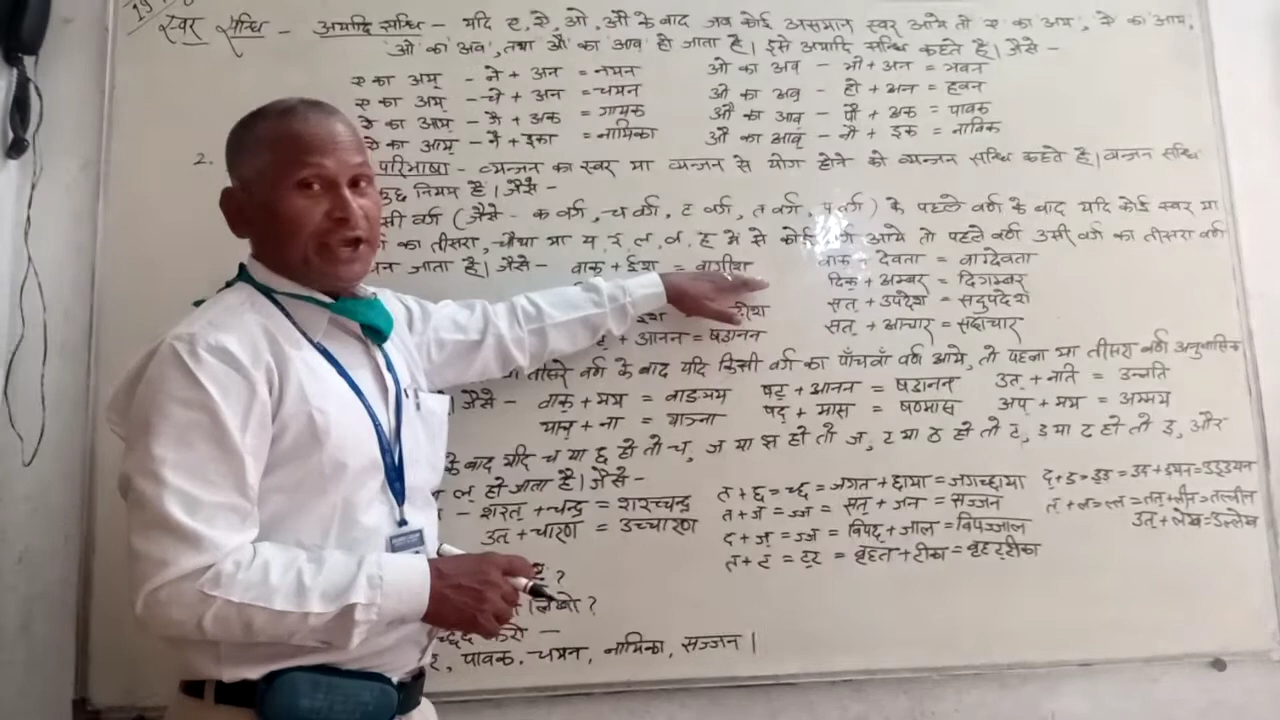 स्वर सन्धि - अयादि सन्धि - यदि ए, ऐ, ओ, औ के बाद जब कोई असमान स्वर आये तो ए का अय, ऐ का आय,
ओ का अव, तथा औ का आव हो जाता है। इसे अयादि सन्धि कहते हैं। जैसे -
ए का अय् - ने + अन = नयन ओ का अव् - भो + अन = भवन
ए का अय् - चे + अन = चयन ओ का अव् - हो + अन = हवन
ऐ का आय् - गै + अक = गायक औ का आव् - पौ + अक = पावक
ऐ का आय् - नै + इका = नायिका औ का आव् - नौ + इक = नाविक
2. परिभाषा - व्यन्जन का स्वर या व्यन्जन से योग होने को व्यन्जन सन्धि कहते है। वन्जन सन्धि
कुछ नियम है। जैसे -
सी वर्ग (जैसे - क वर्ग, च वर्ग, ट वर्ग, त वर्ग, प वर्ग) के पहले वर्ण के बाद यदि कोई स्वर या
का तीसरा, चौथा या य, र, ल, व, ह में से कोई आये तो पहले वर्ण उसी वर्ग का तीसरा वर्ण
जाता है। जैसे - वाक् + ईश = वागीश वाक् + देवता = वाग्देवता
दिक् + अम्बर = दिगम्बर
ईश सत् + उपदेश = सदुपदेश
+ आनन = षडानन सत् + आचार = सदाचार
तीसरे वर्ण के बाद यदि किसी वर्ग का पाँचवाँ वर्ण आये, तो पहला या तीसरा वर्ण अनुनासिक
। जैसे - वाक् + मय = वाङमय षट् + आनन = षडानन उत् + नति = उन्नति
याच् + ना = याञ्ना षट् + मास = षण्मास अप् + मय = अम्मय
के बाद यदि च या छ हो तो च्, ज या झ हो तो ज्, ट या ठ हो तो ट्, ड या ढ हो तो ड्, और
ल् हो जाता है। जैसे -
- शरत् + चन्द्र = शरच्चन्द्र त + छ = च्छ = जगत + छाया = जगच्छाया द् + ड = ड्ड = उद् + डयन = उड्डयन
उत् + चारण = उच्चारण त + ज = ज्ज = सत् + जन = सज्जन त् + ल = ल्ल = तत् + लीन = तल्लीन
द + ज = ज्ज = विपद् + जाल = विपज्जाल उत् + लेख = उल्लेख
त + ट = ट्ट = बृहत + टीका = बृहट्टीका
?
लिखो ?
च्छेद करो -
र, पावक, चयन, नायिका, सज्जन।